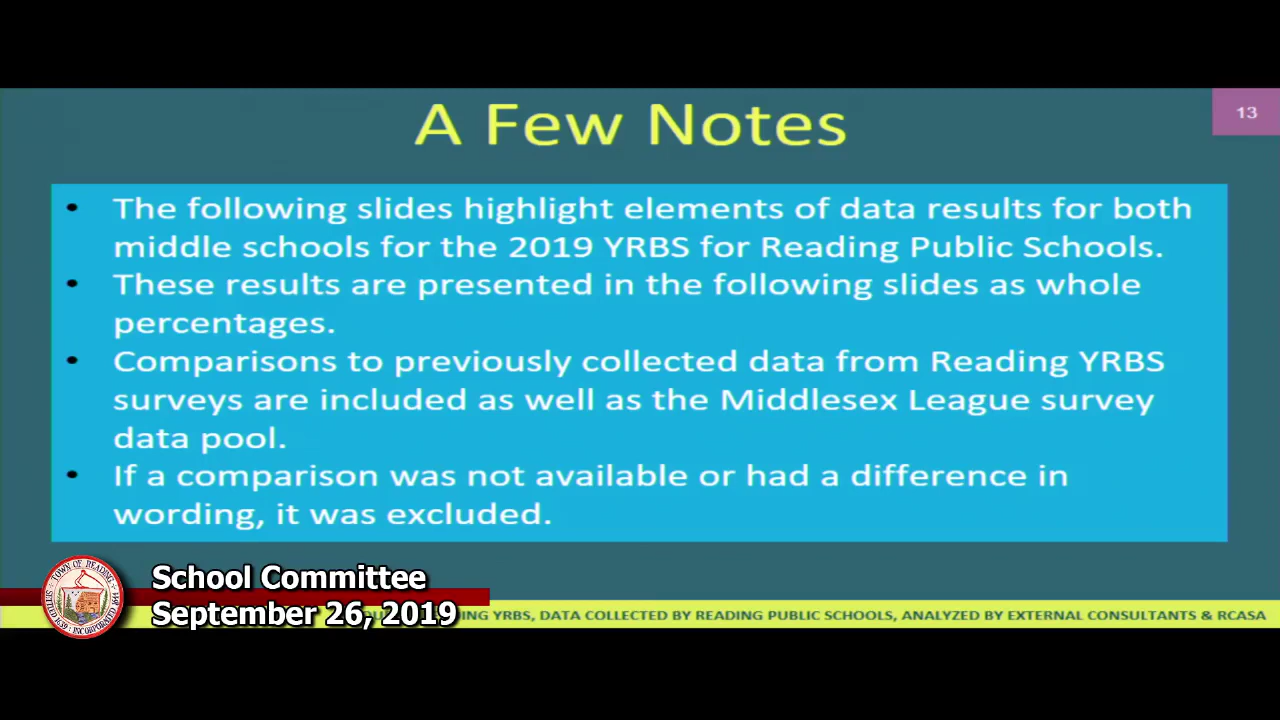 A Few Notes
13
• The following slides highlight elements of data results for both
middle schools for the 2019 YRBS for Reading Public Schools.
• These results are presented in the following slides as whole
percentages.
• Comparisons to previously collected data from Reading YRBS
surveys are included as well as the Middlesex League survey
data pool.
• If a comparison was not available or had a difference in
wording, it was excluded.
TOWN OF READING
School Committee
September 26, 2019
YRBS, DATA COLLECTED BY READING PUBLIC SCHOOLS, ANALYZED BY EXTERNAL CONSULTANTS & RCASA